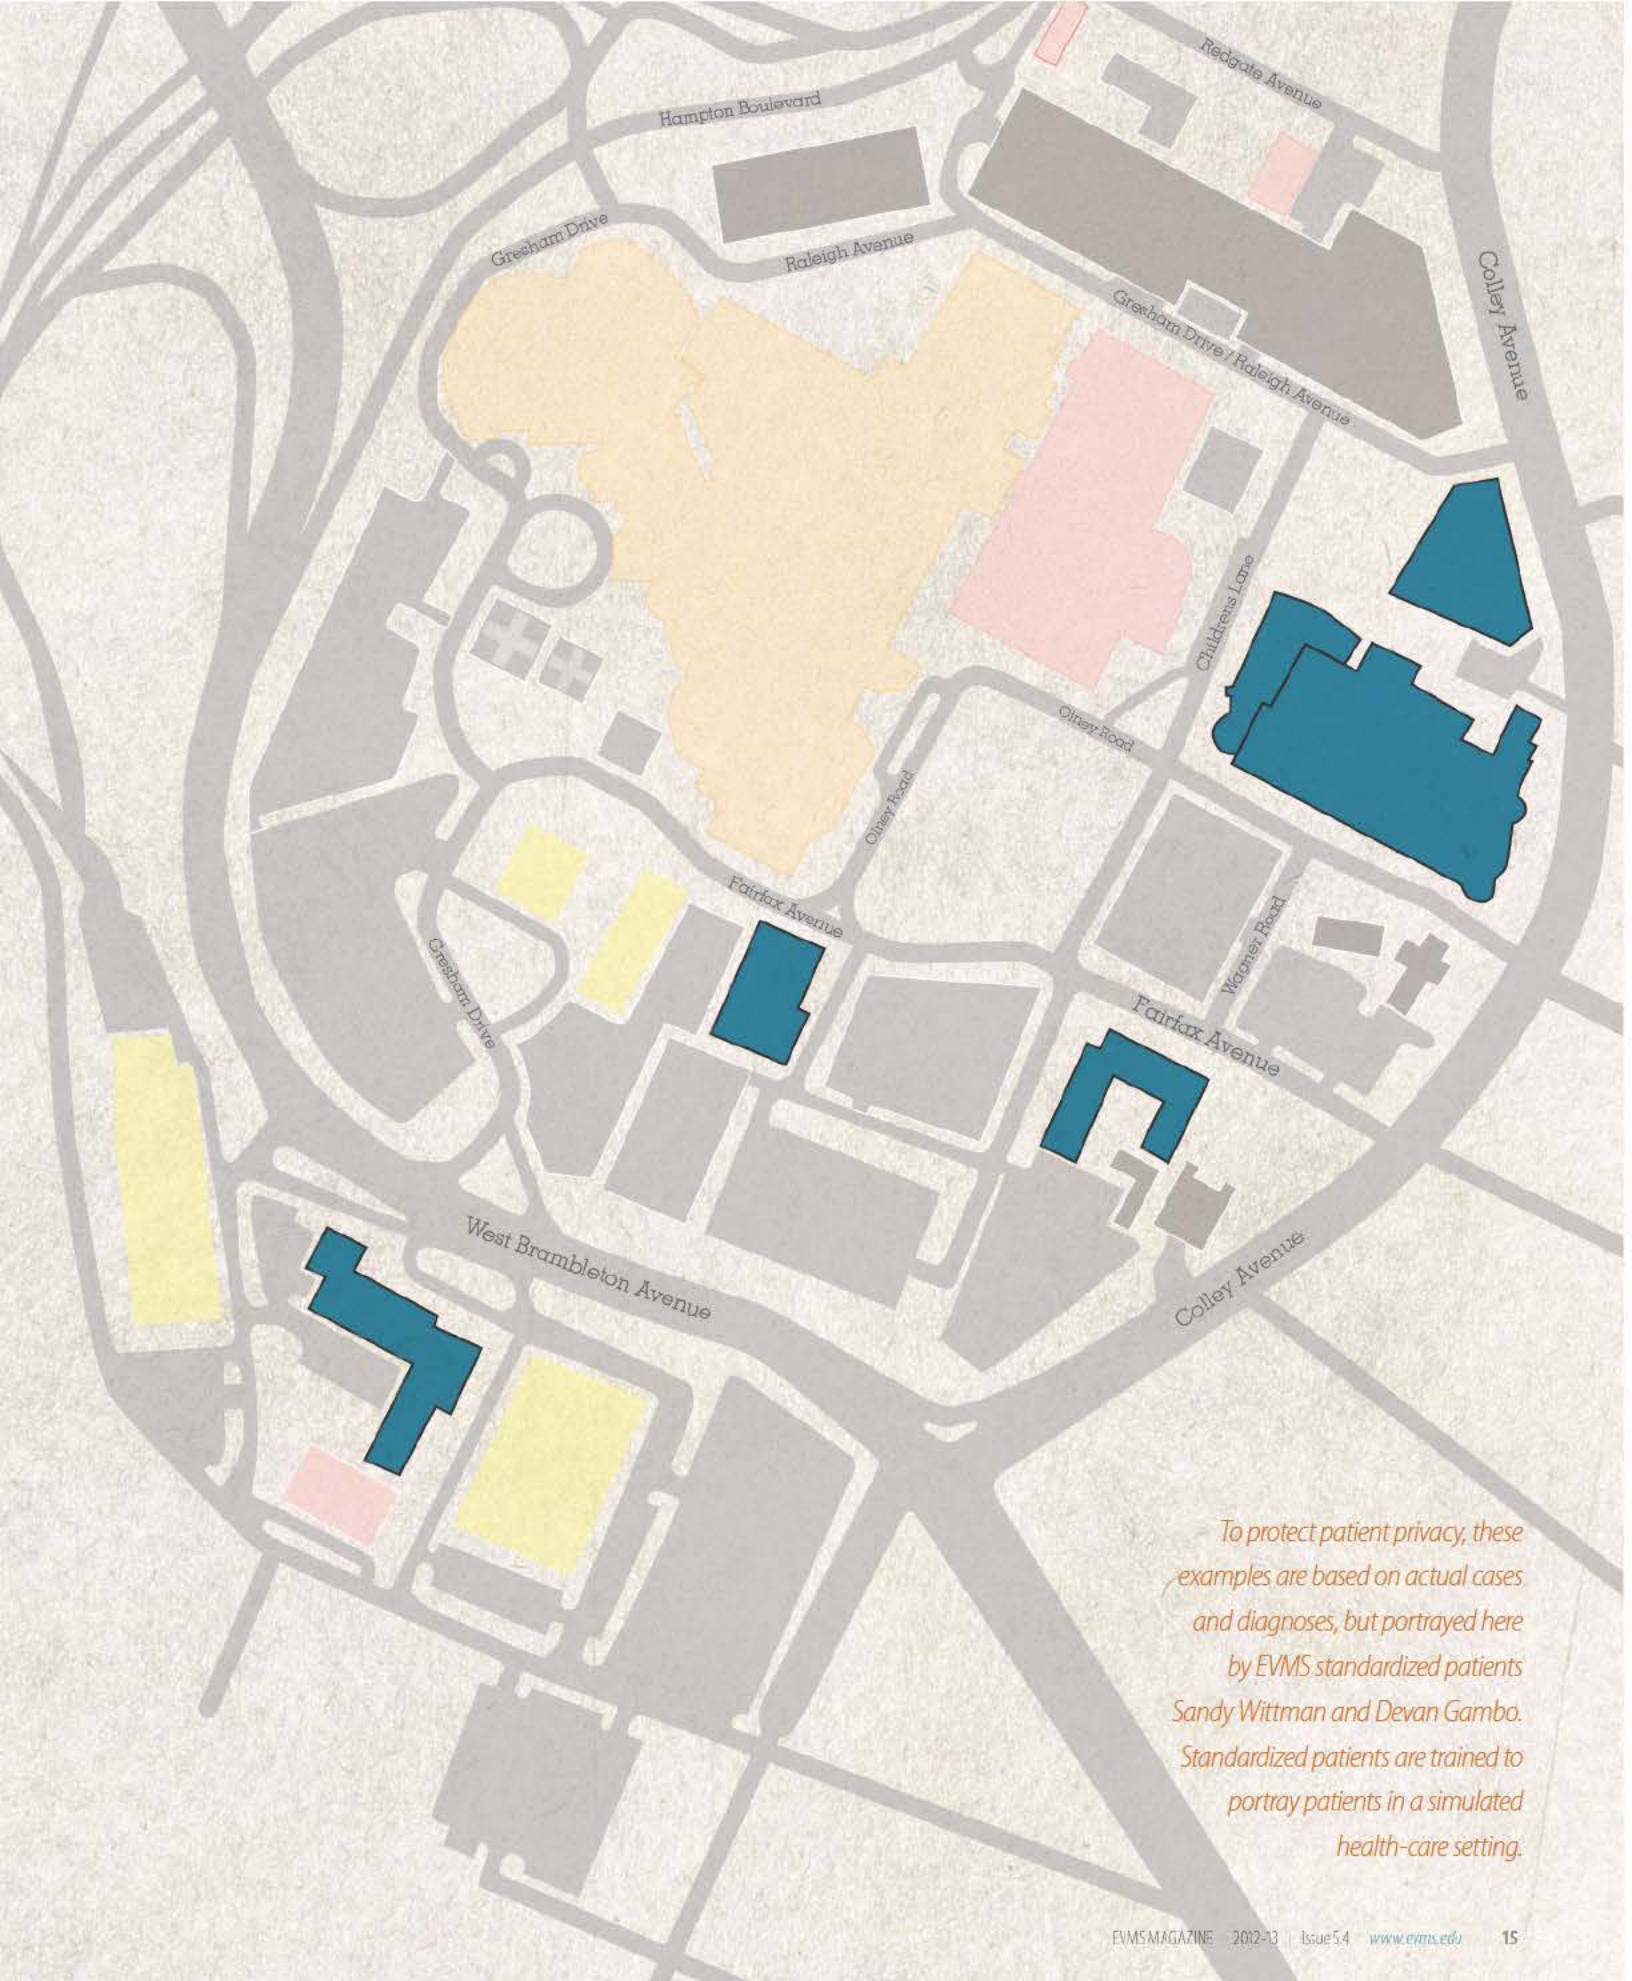 Redgate Avenue
Hampton Boulevard
Gresham Drive
Raleigh Avenue
Colley Avenue
Gresham Drive / Raleigh Avenue
Childrens Lane
Olney Road
Olney Road
Fairfax Avenue
Wagner Road
Gresham Drive
Fairfax Avenue
West Brambleton Avenue
Colley Avenue
To protect patient privacy, these
examples are based on actual cases
and diagnoses, but portrayed here
by EVMS standardized patients
Sandy Wittman and Devan Gambo.
Standardized patients are trained to
portray patients in a simulated
health-care setting.
EVMS MAGAZINE 2012-13 | Issue 5.4 www.evms.edu 15